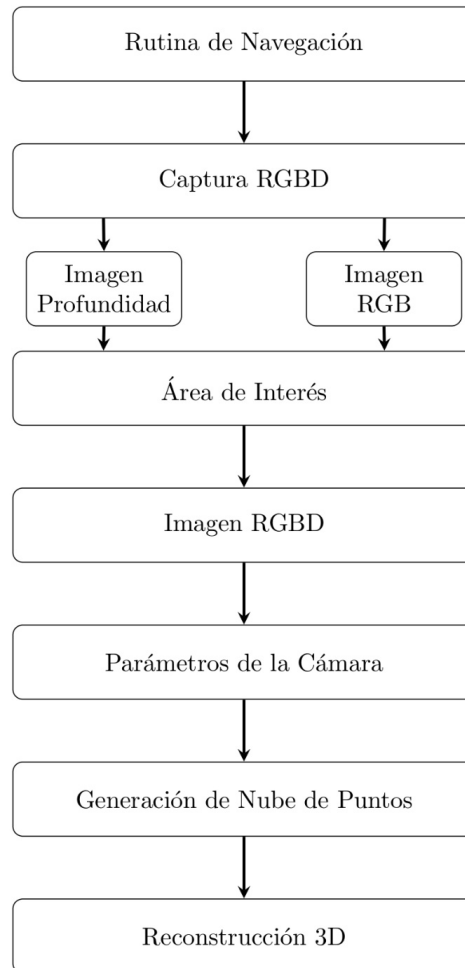 Rutina de Navegación
Captura RGBD
Imagen
Profundidad
Imagen
RGB
Área de Interés
Imagen RGBD
Parámetros de la Cámara
Generación de Nube de Puntos
Reconstrucción 3D